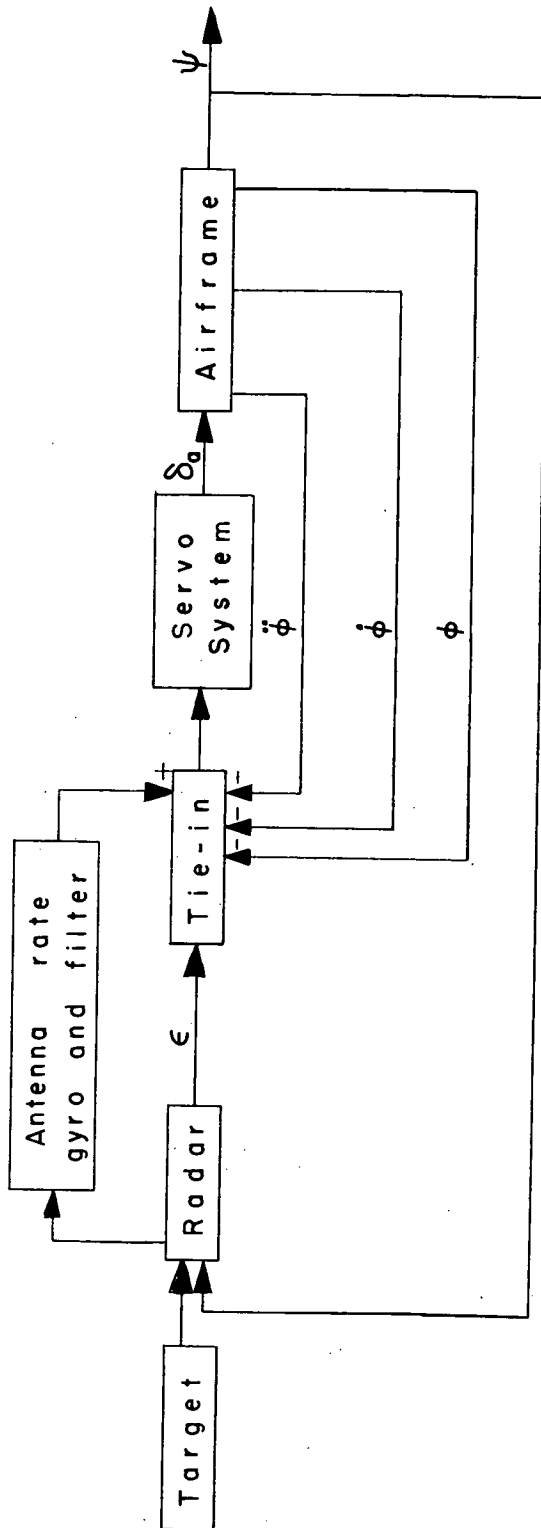 Antenna rate
gyro and filter
Target
Radar
ϵ
Tie-in
+
-
-
-
Servo
System
δₐ
Airframe
ψ
φ̈
φ̇
φ